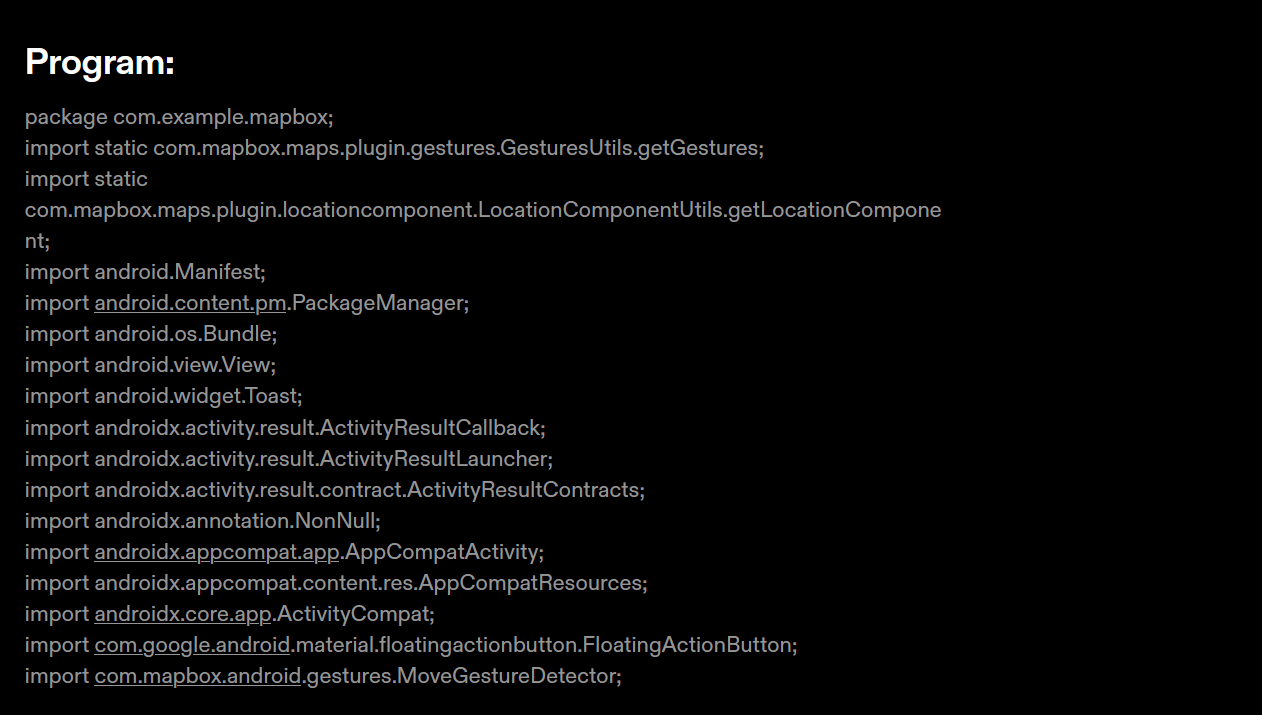 Program:
package com.example.mapbox;
import static com.mapbox.maps.plugin.gestures.GesturesUtils.getGestures;
import static
com.mapbox.maps.plugin.locationcomponent.LocationComponentUtils.getLocationCompone
nt;
import android.Manifest;
import android.content.pm.PackageManager;
import android.os.Bundle;
import android.view.View;
import android.widget.Toast;
import androidx.activity.result.ActivityResultCallback;
import androidx.activity.result.ActivityResultLauncher;
import androidx.activity.result.contract.ActivityResultContracts;
import androidx.annotation.NonNull;
import androidx.appcompat.app.AppCompatActivity;
import androidx.appcompat.content.res.AppCompatResources;
import androidx.core.app.ActivityCompat;
import com.google.android.material.floatingactionbutton.FloatingActionButton;
import com.mapbox.android.gestures.MoveGestureDetector;